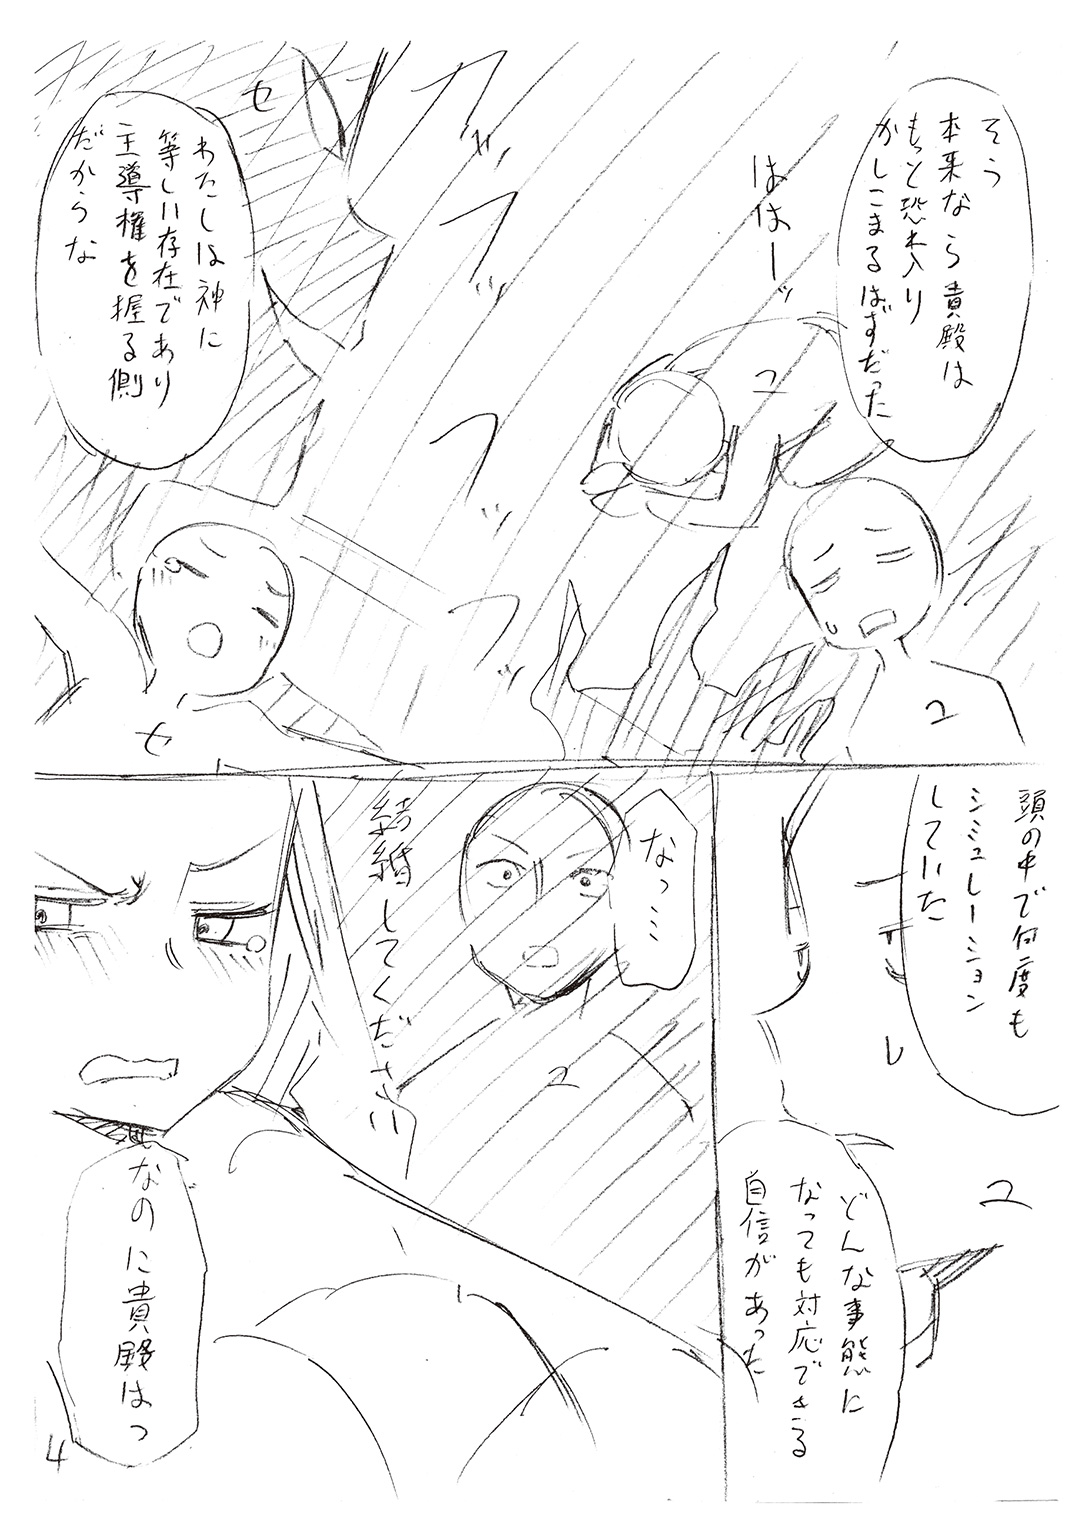 そう
本来なら貴殿は
もっと恐れ入り
かしこまるはずだった
ははーッ
ユ
フッ
フッ
フッ
フッ
セ
わたしは神に
等しい存在であり
主導権を握る側
だからな
ユ
セ
頭の中で何度も
シミュレーション
していた
レ
ユ
どんな事態に
なっても対応できる
自信があった
なっ…
ユ
結婚してください
なのに貴殿はっ
4